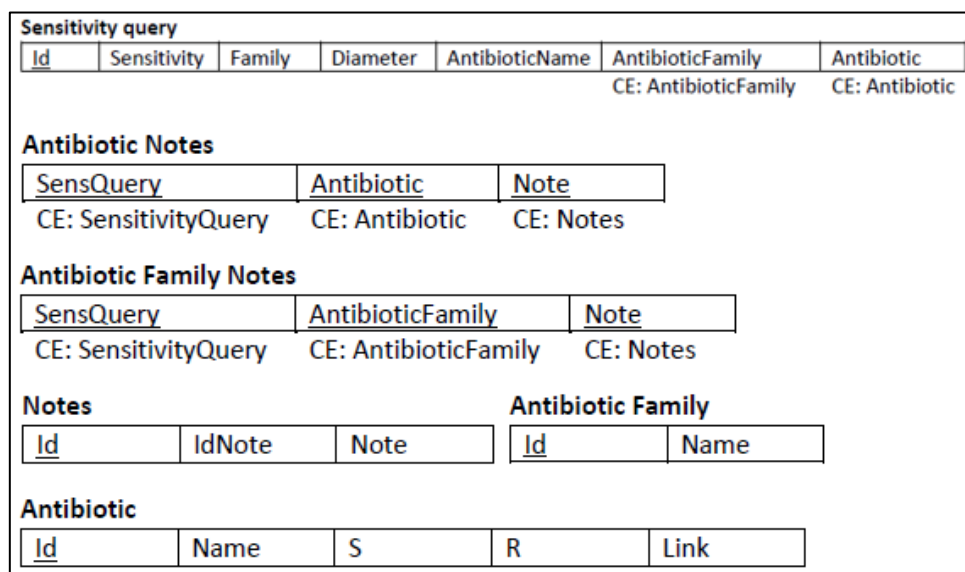 Sensitivity query
Id Sensitivity Family Diameter AntibioticName AntibioticFamily Antibiotic
CE: AntibioticFamily CE: Antibiotic
Antibiotic Notes
SensQuery Antibiotic Note
CE: SensitivityQuery CE: Antibiotic CE: Notes
Antibiotic Family Notes
SensQuery AntibioticFamily Note
CE: SensitivityQuery CE: AntibioticFamily CE: Notes
Notes Antibiotic Family
Id IdNote Note Id Name
Antibiotic
Id Name S R Link